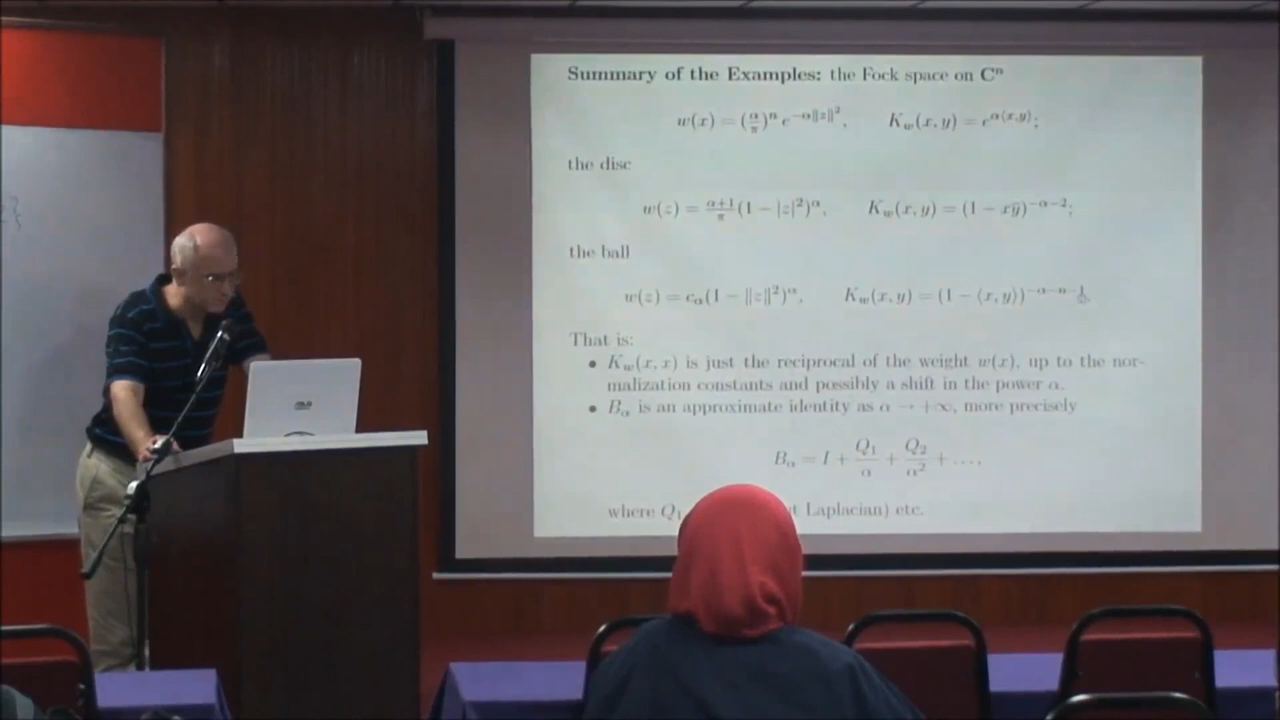 Summary of the Examples: the Fock space on Cⁿ
w(x) = (α/π)ⁿ e^{−α‖z‖²}, K_w(x, y) = e^{α⟨x,y⟩};
the disc
w(z) = α+1/π (1 − |z|²)^α, K_w(x, y) = (1 − xȳ)^{−α−2};
the ball
w(z) = c_α(1 − ‖z‖²)^α, K_w(x, y) = (1 − ⟨x, y⟩)^{−α−n−1}.
That is:
• K_w(x, x) is just the reciprocal of the weight w(x), up to the nor-
malization constants and possibly a shift in the power α.
• B_α is an approximate identity as α → +∞, more precisely
B_α = I + Q₁/α + Q₂/α² + …,
where Q₁ Laplacian) etc.